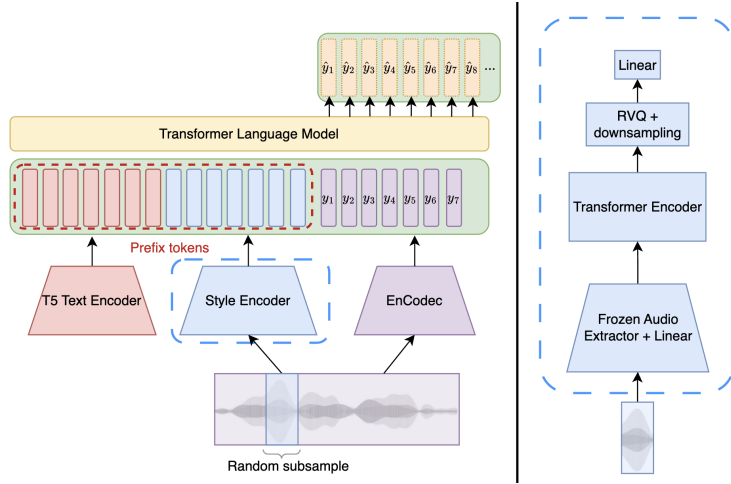 ŷ1 ŷ2 ŷ3 ŷ4 ŷ5 ŷ6 ŷ7 ŷ8 ...
Transformer Language Model
y1 y2 y3 y4 y5 y6 y7
Prefix tokens
T5 Text Encoder
Style Encoder
EnCodec
Random subsample
Linear
RVQ +
downsampling
Transformer Encoder
Frozen Audio
Extractor + Linear